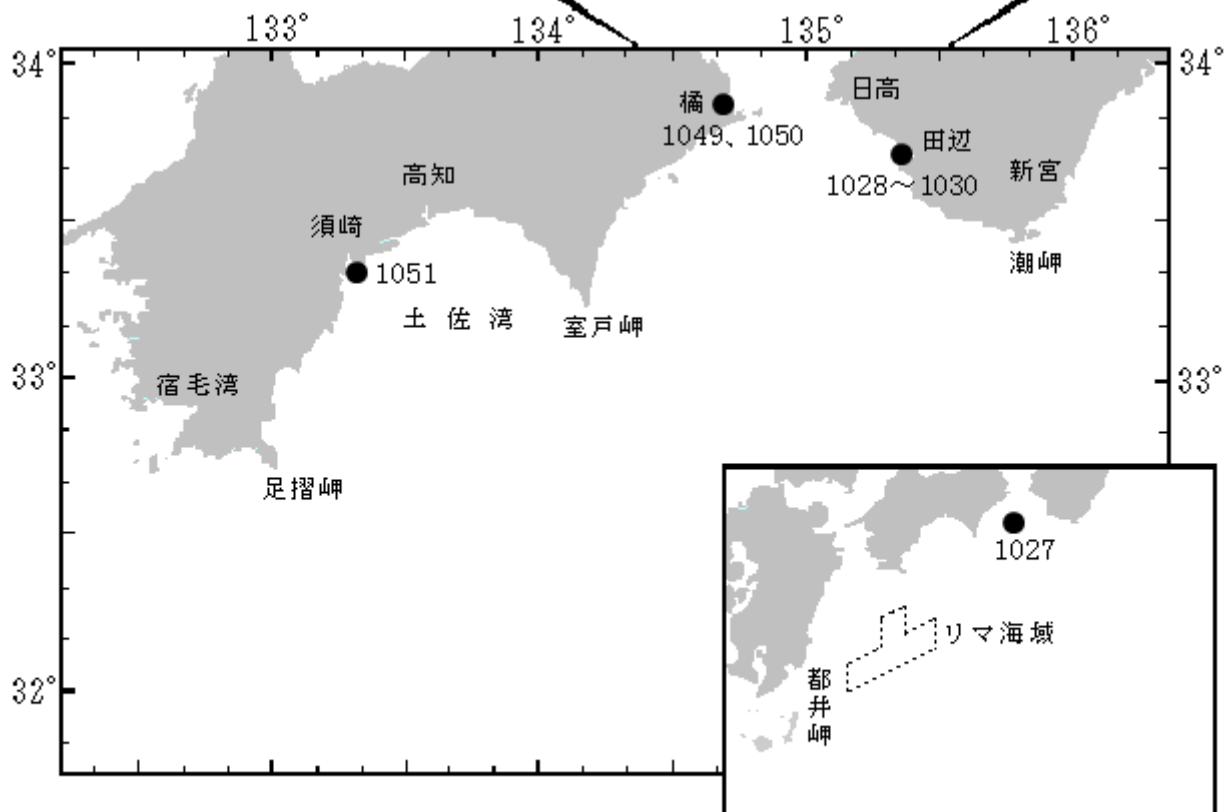 133° 134° 135° 136°
34° 34°
日高
橘
1049、1050
田辺
1028～1030
新宮
高知
須崎
潮岬
1051
土佐湾
室戸岬
33° 33°
宿毛湾
足摺岬
1027
リマ海域
都井岬
32°